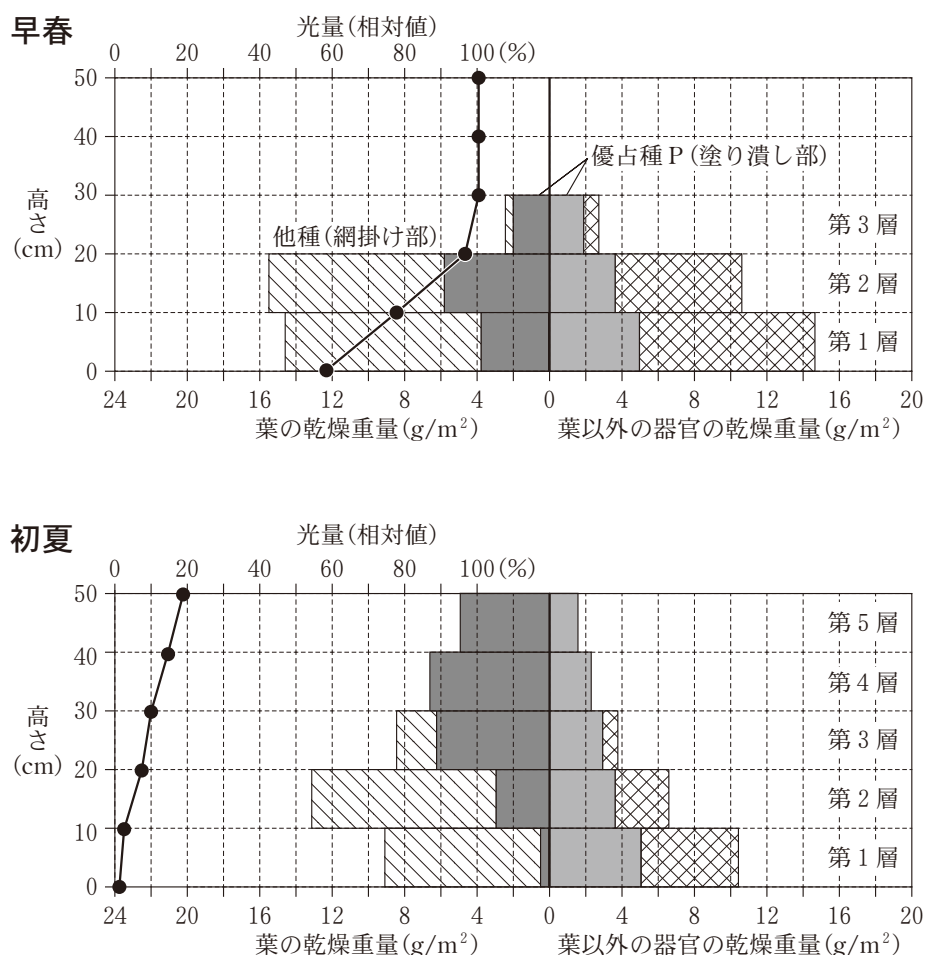 早春
光量(相対値)
0 20 40 60 80 100(%)
50
40
30
20
10
0
高さ(cm)
優占種 P (塗り潰し部)
他種(網掛け部)
第 3 層
第 2 層
第 1 層
24 20 16 12 8 4 0 4 8 12 16 20
葉の乾燥重量(g/m²) 葉以外の器官の乾燥重量(g/m²)
初夏
光量(相対値)
0 20 40 60 80 100(%)
50
40
30
20
10
0
高さ(cm)
第 5 層
第 4 層
第 3 層
第 2 層
第 1 層
24 20 16 12 8 4 0 4 8 12 16 20
葉の乾燥重量(g/m²) 葉以外の器官の乾燥重量(g/m²)